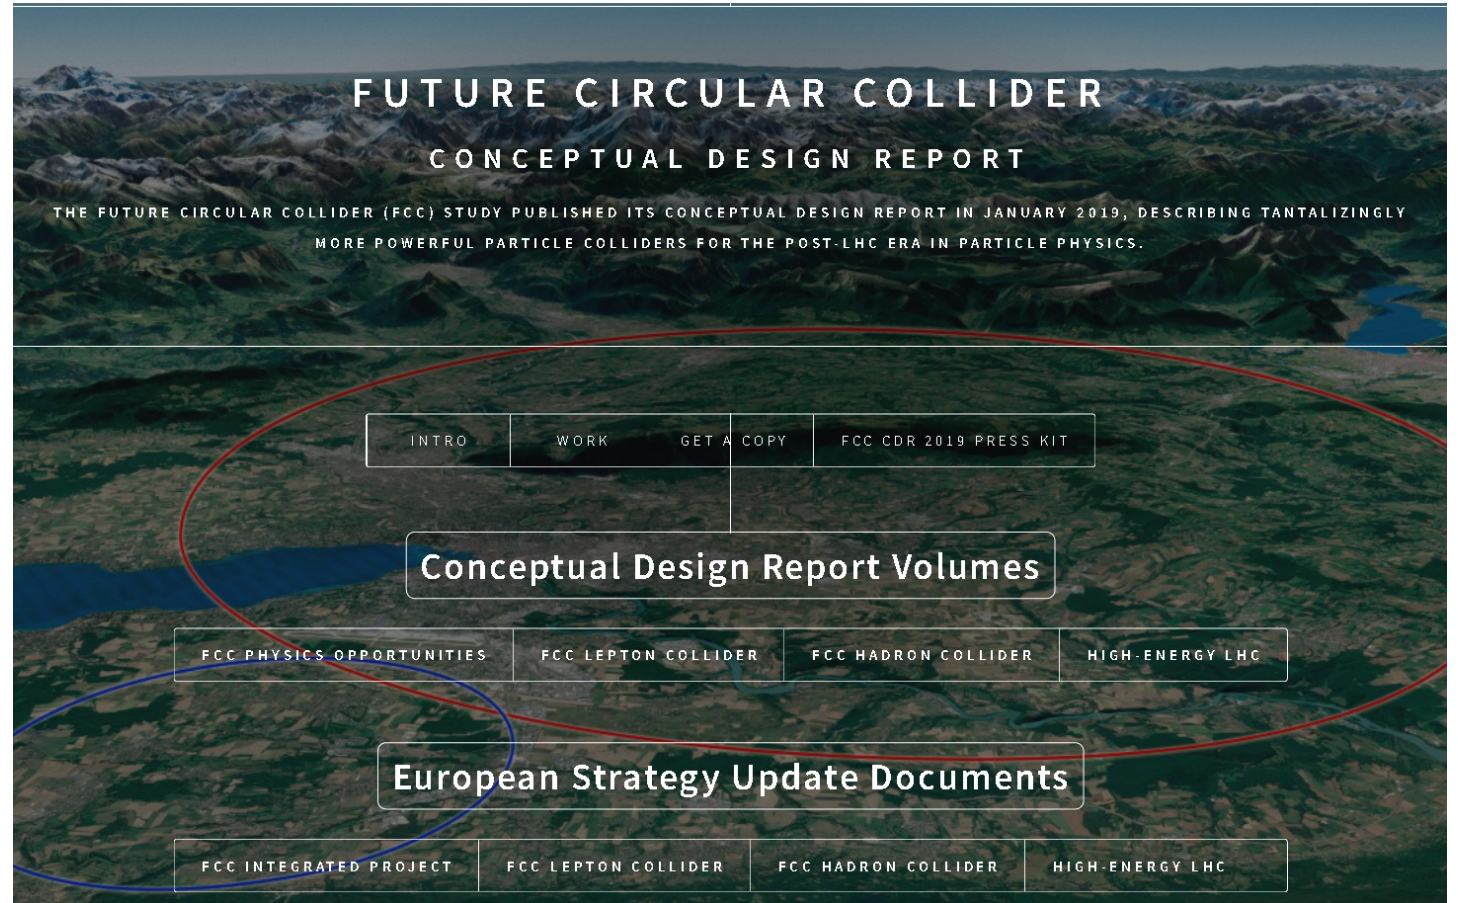 FUTURE CIRCULAR COLLIDER
CONCEPTUAL DESIGN REPORT
THE FUTURE CIRCULAR COLLIDER (FCC) STUDY PUBLISHED ITS CONCEPTUAL DESIGN REPORT IN JANUARY 2019, DESCRIBING TANTALIZINGLY
MORE POWERFUL PARTICLE COLLIDERS FOR THE POST-LHC ERA IN PARTICLE PHYSICS.
INTRO WORK GET A COPY FCC CDR 2019 PRESS KIT
Conceptual Design Report Volumes
FCC PHYSICS OPPORTUNITIES FCC LEPTON COLLIDER FCC HADRON COLLIDER HIGH-ENERGY LHC
European Strategy Update Documents
FCC INTEGRATED PROJECT FCC LEPTON COLLIDER FCC HADRON COLLIDER HIGH-ENERGY LHC